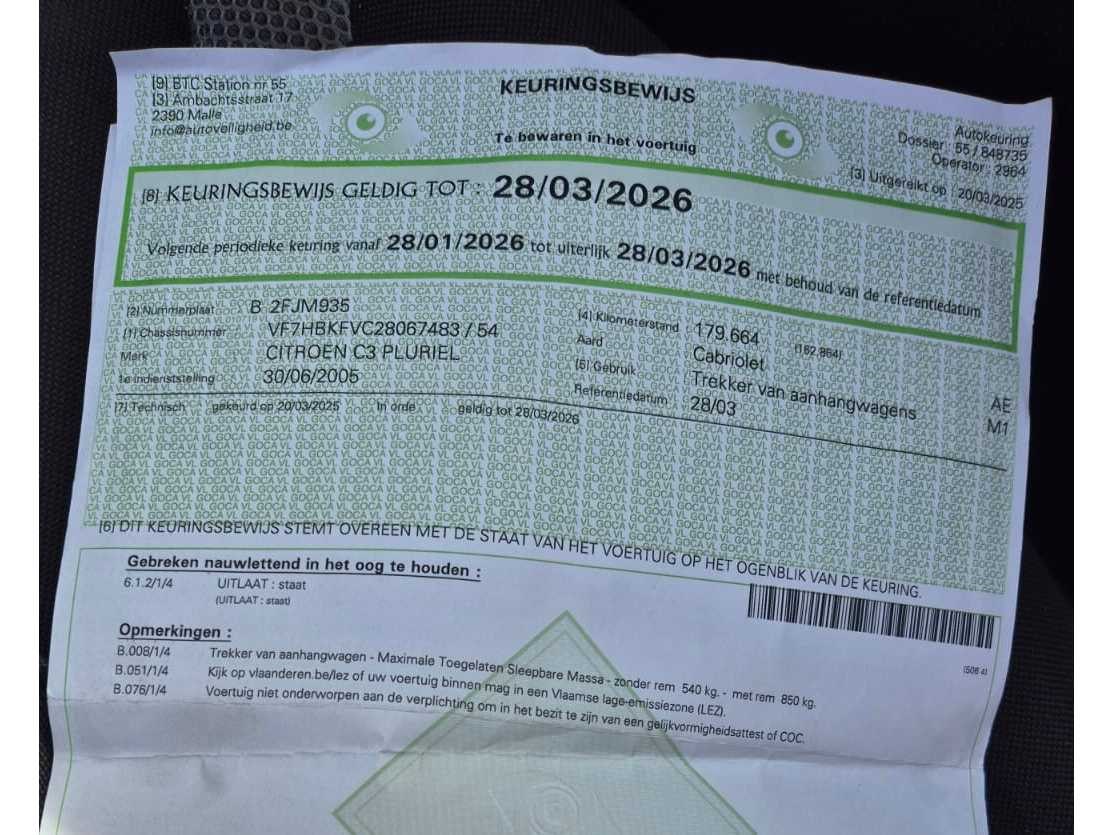 [9] BTC Station nr 55
[3] Ambachtsstraat 17
2390 Malle
info@autoveiligheid.be
KEURINGSBEWIJS
Te bewaren in het voertuig
Autokeuring
Dossier: 55 / 848735
Operator: 2964
[3] Uitgereikt op : 20/03/2025
[8] KEURINGSBEWIJS GELDIG TOT : 28/03/2026
Volgende periodieke keuring vanaf 28/01/2026 tot uiterlijk 28/03/2026 met behoud van de referentiedatum
[2] Nummerplaat B 2FJM935
[1] Chassisnummer VF7HBKFVC28067483 / 54
Merk CITROEN C3 PLURIEL
1e indienststelling 30/06/2005
[4] Kilometerstand 179.664 (162.864)
Aard Cabriolet
[5] Gebruik Trekker van aanhangwagens AE
Referentiedatum 28/03 M1
[7] Technisch gekeurd op 20/03/2025 In orde geldig tot 28/03/2026
[6] DIT KEURINGSBEWIJS STEMT OVEREEN MET DE STAAT VAN HET VOERTUIG OP HET OGENBLIK VAN DE KEURING.
Gebreken nauwlettend in het oog te houden :
6.1.2/1/4 UITLAAT : staat
(UITLAAT : staat)
(506 4)
Opmerkingen :
B.008/1/4 Trekker van aanhangwagen - Maximale Toegelaten Sleepbare Massa - zonder rem 540 kg. - met rem 850 kg.
B.051/1/4 Kijk op vlaanderen.be/lez of uw voertuig binnen mag in een Vlaamse lage-emissiezone (LEZ).
B.076/1/4 Voertuig niet onderworpen aan de verplichting om in het bezit te zijn van een gelijkvormigheidsattest of COC.